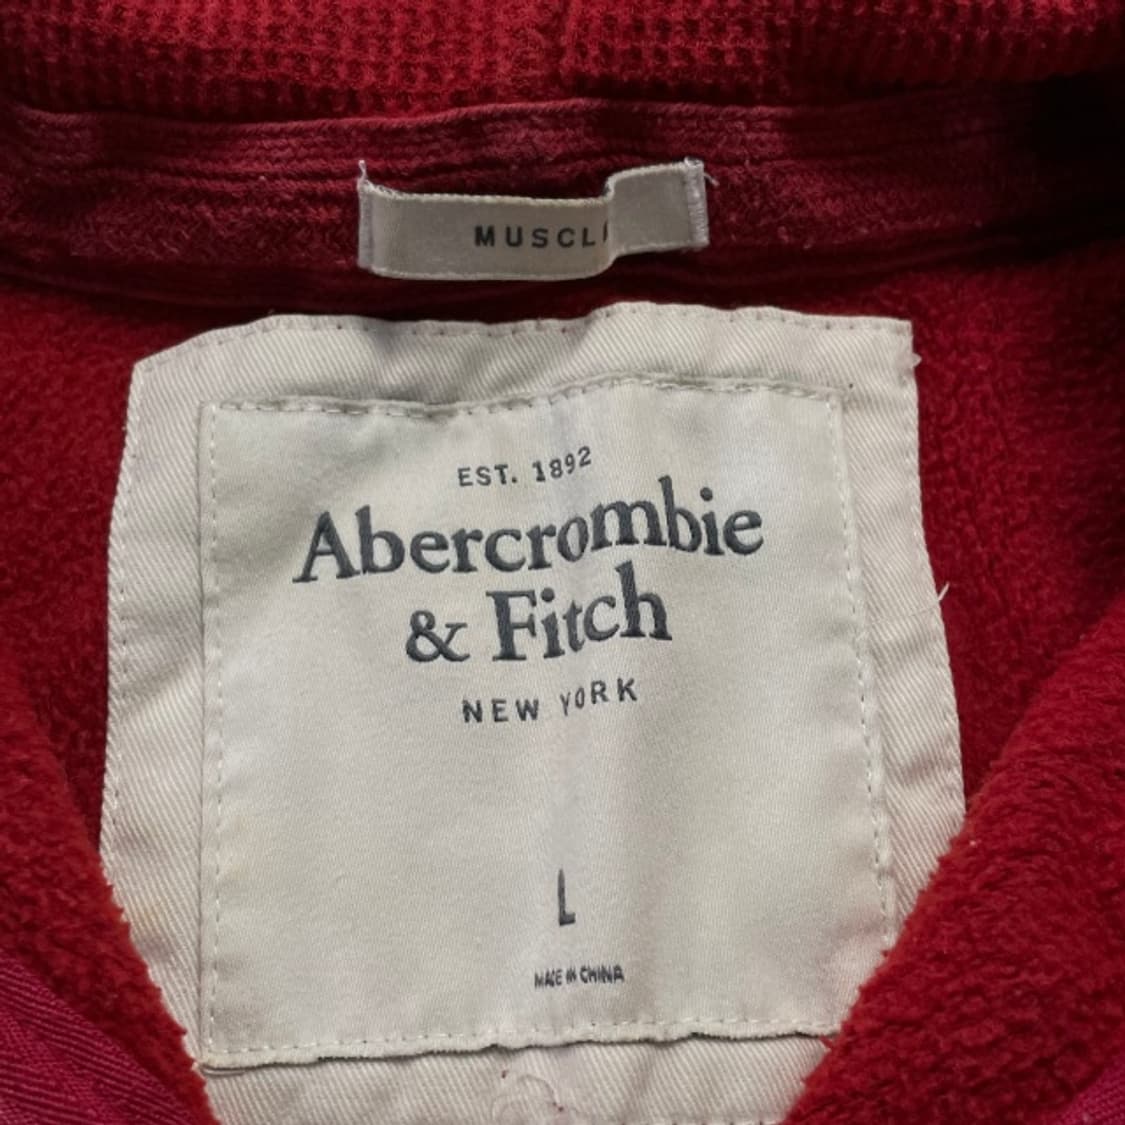 MUSCL
EST. 1892
Abercrombie
& Fitch
NEW YORK
L
MADE IN CHINA